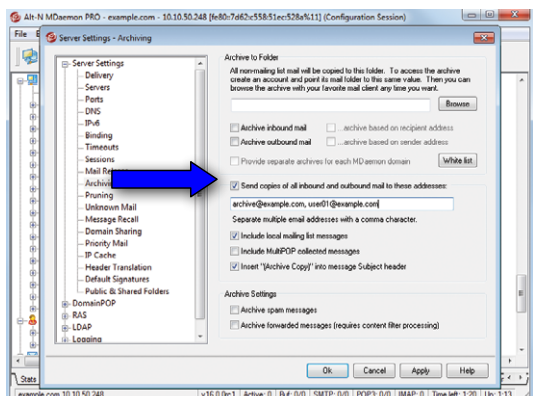 Alt-N MDaemon PRO - example.com - 10.10.50.248 [fe80:7d62:c558:51ec:528a%11] (Configuration Session)
File
Server Settings - Archiving
Server Settings
Delivery
Servers
Ports
DNS
IPv6
Binding
Timeouts
Sessions
Mail
Archiving
Pruning
Unknown Mail
Message Recall
Domain Sharing
Priority Mail
IP Cache
Header Translation
Default Signatures
Public & Shared Folders
DomainPOP
RAS
LDAP
Logging
Archive to Folder
All non-mailing list mail will be copied to this folder. To access the archive
create an account and point its mail folder to this same value. Then you can
browse the archive with your favorite mail client any time you want.
Browse
Archive inbound mail
...archive based on recipient address
Archive outbound mail
...archive based on sender address
Provide separate archives for each MDaemon domain
White list
Send copies of all inbound and outbound mail to these addresses:
archive@example.com, user01@example.com
Separate multiple email addresses with a comma character.
Include local mailing list messages
Include MultiPOP collected messages
Insert "(Archive Copy)" into message Subject header
Archive Settings
Archive spam messages
Archive forwarded messages (requires content filter processing)
Ok
Cancel
Apply
Help
Stats
example.com 10.10.50.248
v16.0.0rc1
Active: 0
Buf: 0/0
SMTP: 0/0
POP3: 0/0
IMAP: 0
Time left: 1:20
Up: 1:13